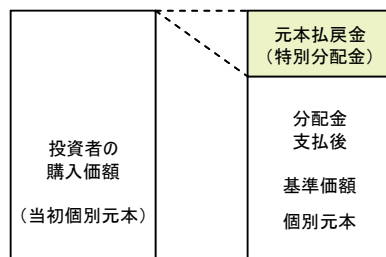 投資者の
購入価額
(当初個別元本)
元本払戻金
(特別分配金)
分配金
支払後
基準価額
個別元本